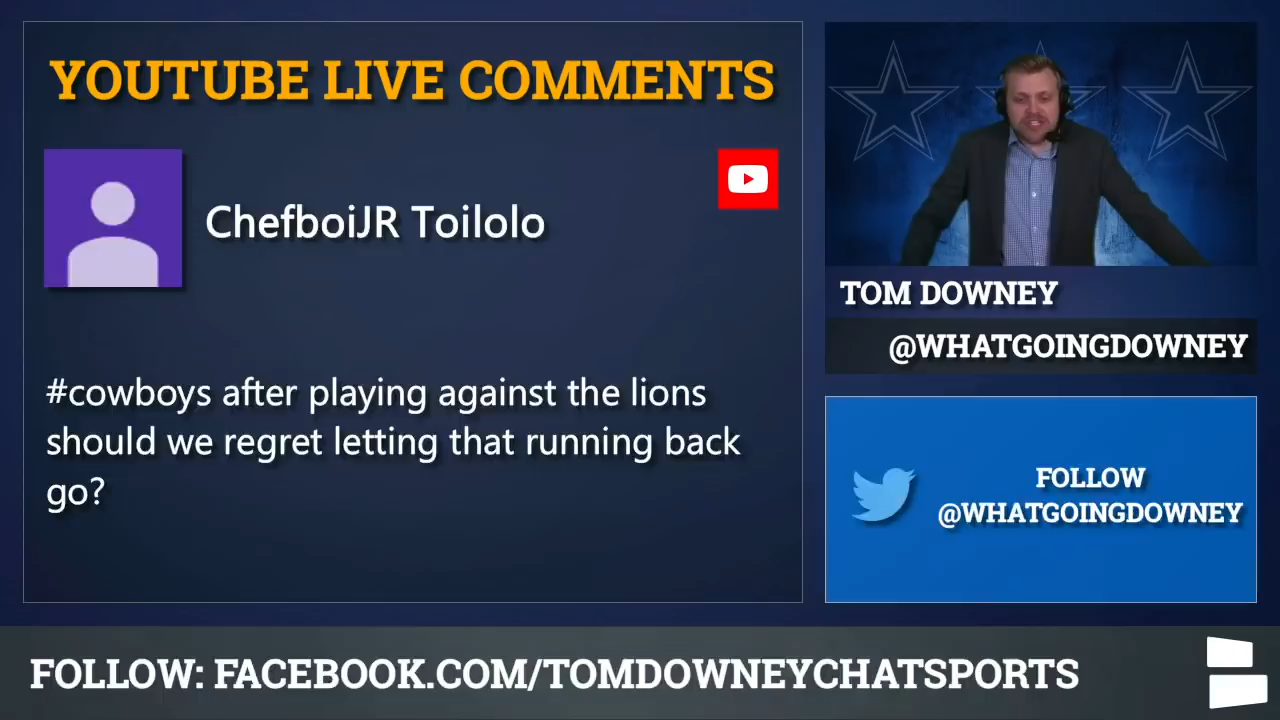 YOUTUBE LIVE COMMENTS
ChefboiJR Toilolo
#cowboys after playing against the lions
should we regret letting that running back
go?
TOM DOWNEY
@WHATGOINGDOWNEY
FOLLOW
@WHATGOINGDOWNEY
FOLLOW: FACEBOOK.COM/TOMDOWNEYCHATSPORTS